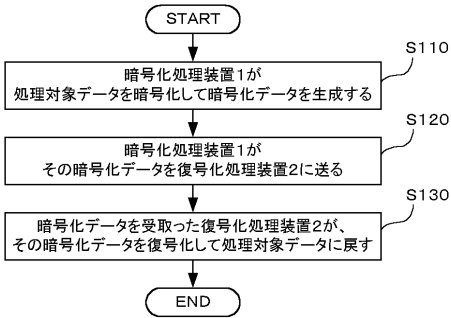 START
暗号化処理装置1が
処理対象データを暗号化して暗号化データを生成する
S110
暗号化処理装置1が
その暗号化データを復号化処理装置2に送る
S120
暗号化データを受取った復号化処理装置2が、
その暗号化データを復号化して処理対象データに戻す
S130
END